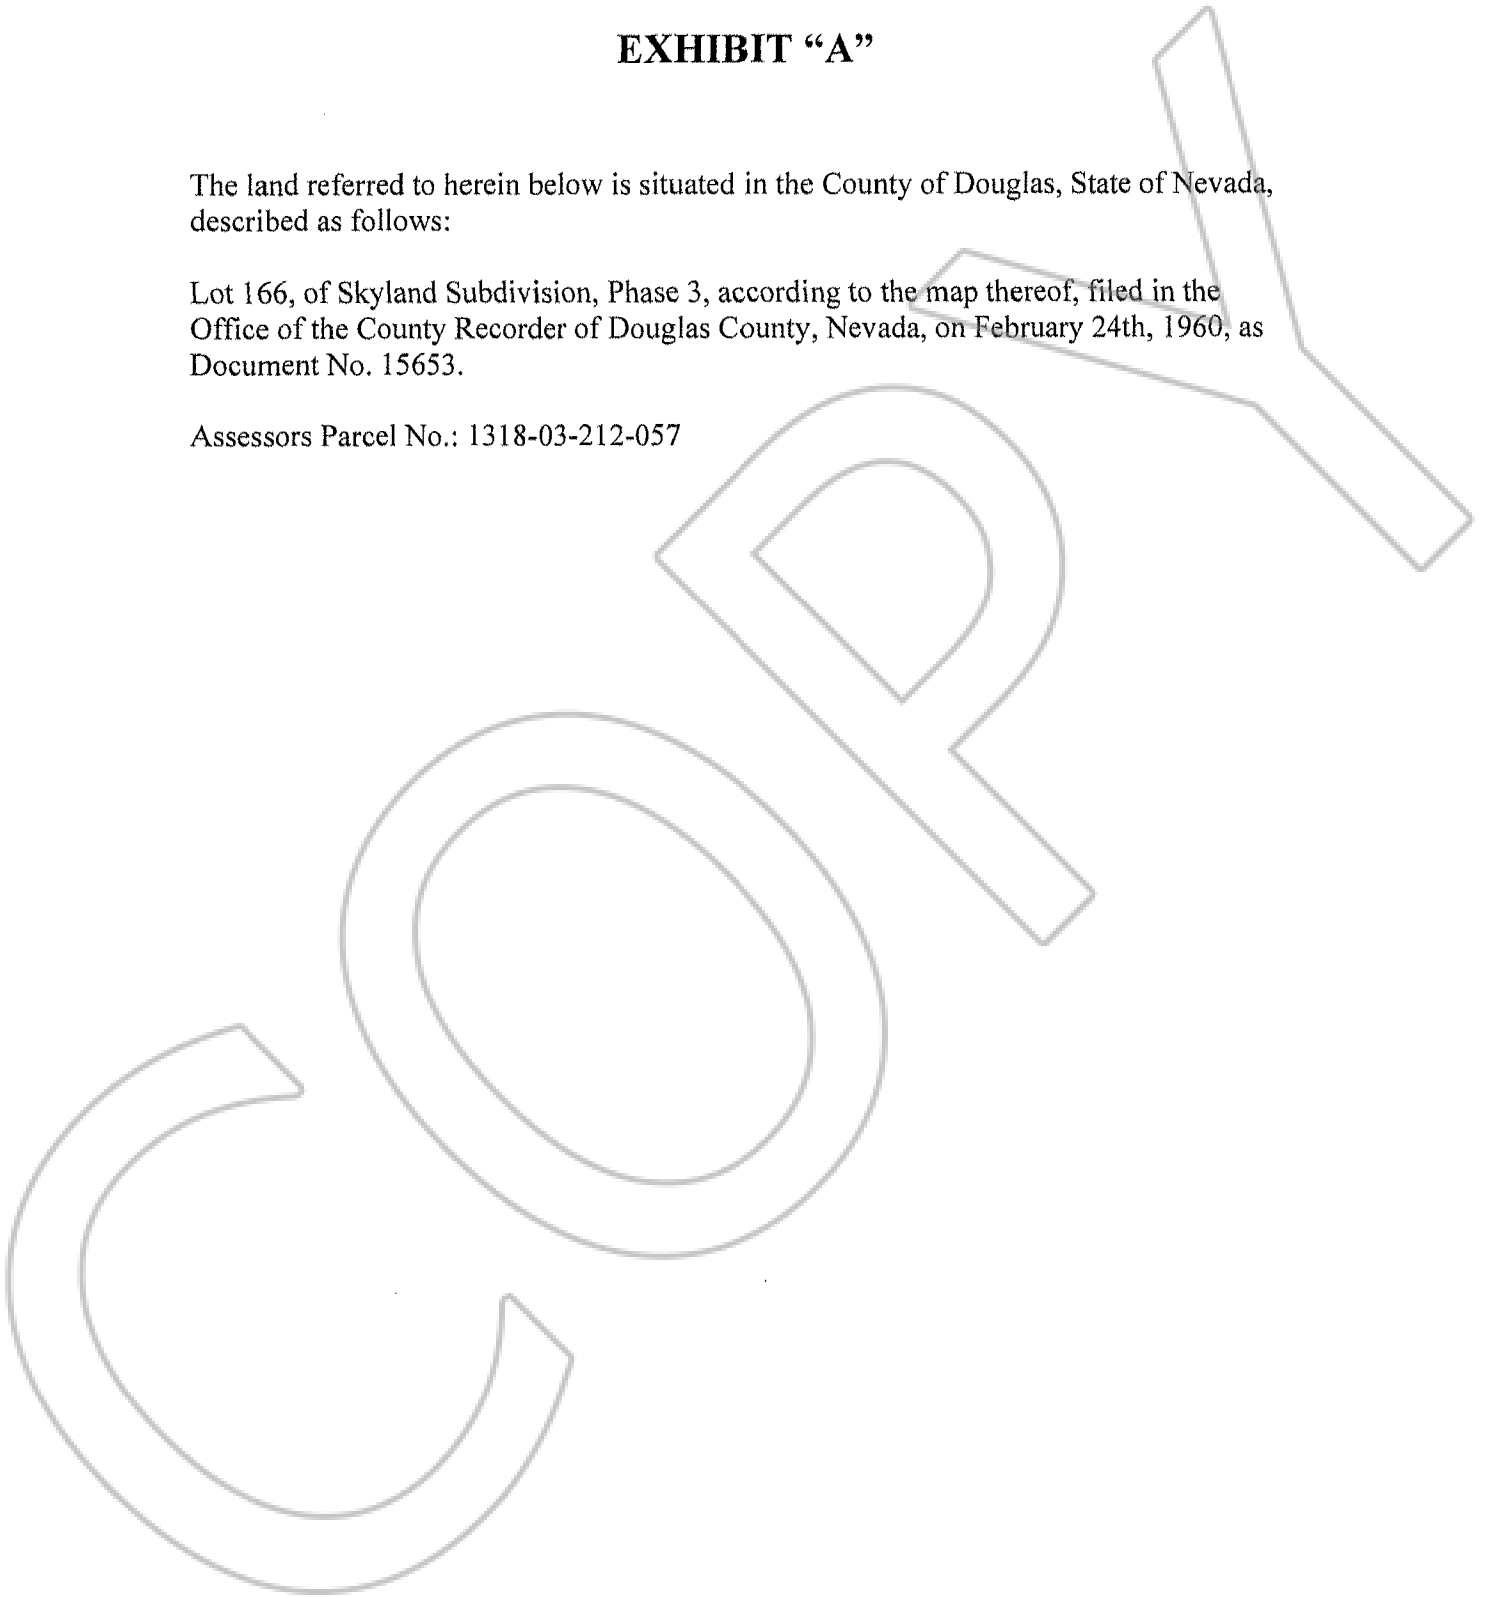 EXHIBIT “A”
The land referred to herein below is situated in the County of Douglas, State of Nevada,
described as follows:
Lot 166, of Skyland Subdivision, Phase 3, according to the map thereof, filed in the
Office of the County Recorder of Douglas County, Nevada, on February 24th, 1960, as
Document No. 15653.
Assessors Parcel No.: 1318-03-212-057
COPY